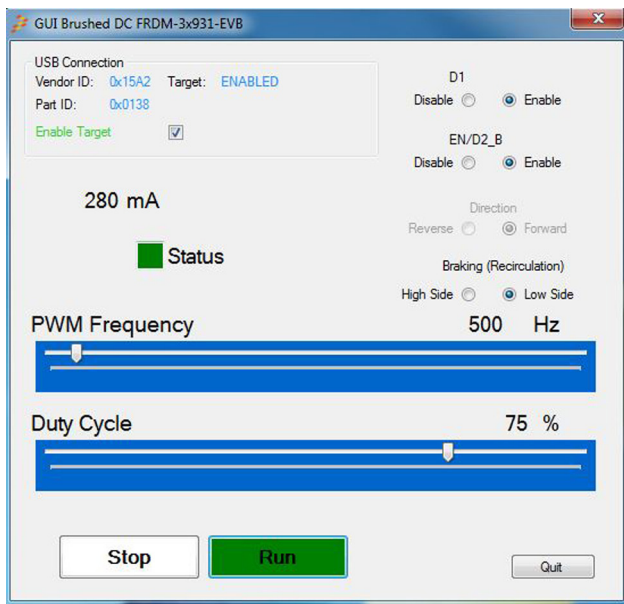 GUI Brushed DC FRDM-3x931-EVB
USB Connection
Vendor ID: 0x15A2 Target: ENABLED
Part ID: 0x0138
Enable Target
D1
Disable Enable
EN/D2_B
Disable Enable
280 mA
Direction
Reverse Forward
Status
Braking (Recirculation)
High Side Low Side
PWM Frequency 500 Hz
Duty Cycle 75 %
Stop Run Quit